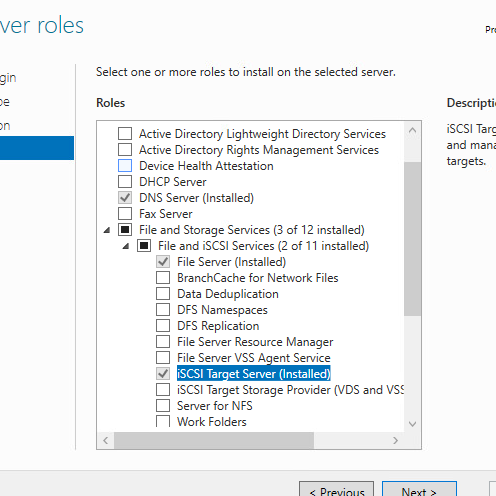 ver roles
Pro
Select one or more roles to install on the selected server.
gin
pe
on
Roles
Descripti
Active Directory Lightweight Directory Services
Active Directory Rights Management Services
Device Health Attestation
DHCP Server
DNS Server (Installed)
Fax Server
File and Storage Services (3 of 12 installed)
File and iSCSI Services (2 of 11 installed)
File Server (Installed)
BranchCache for Network Files
Data Deduplication
DFS Namespaces
DFS Replication
File Server Resource Manager
File Server VSS Agent Service
iSCSI Target Server (Installed)
iSCSI Target Storage Provider (VDS and VSS
Server for NFS
Work Folders
iSCSI Targ
and mana
targets.
< Previous
Next >